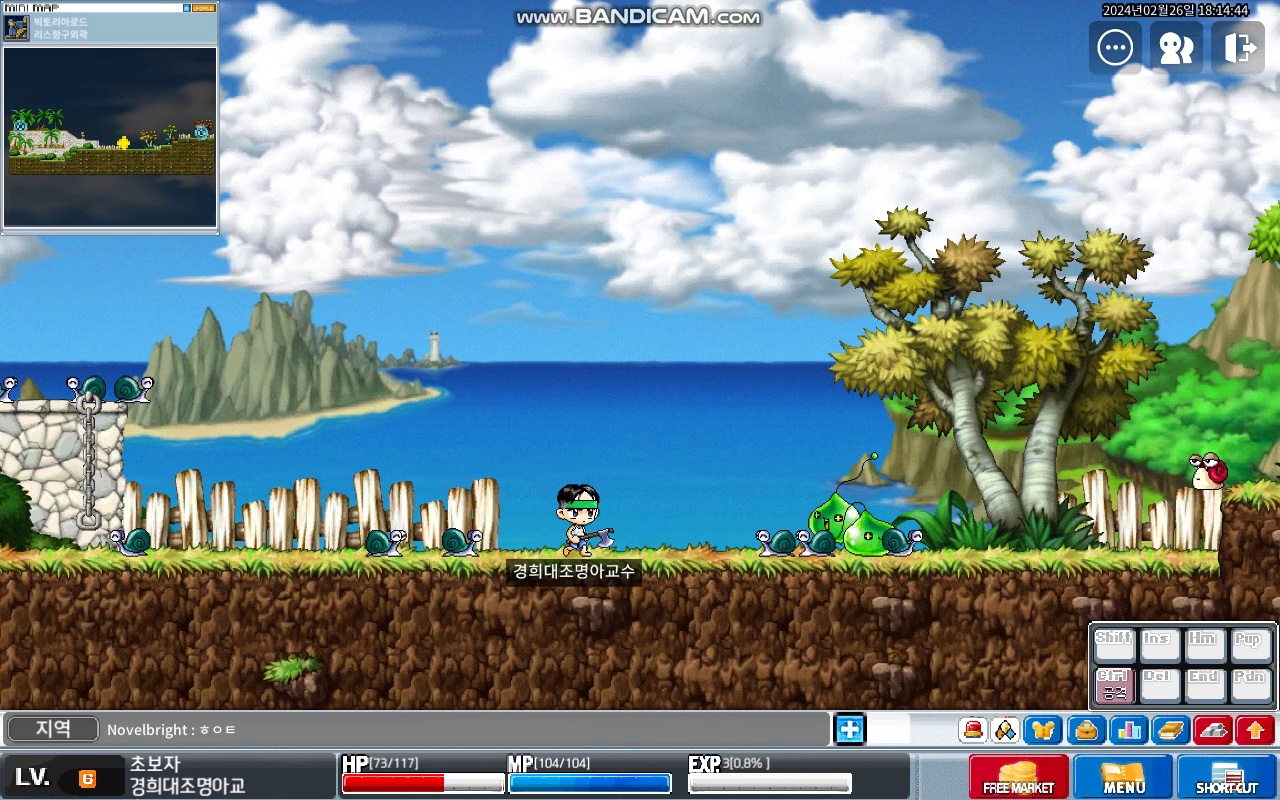 MINI MAP
WORLD
빅토리아로드
리스항구외곽
www.BANDICAM.com
2024년02월26일 18:14:44
경희대조명아교수
Shift Ins Hm Pup
Ctrl Del End Pdn
공격
지역 Novelbright : ㅎㅇㅌ
LV. 6
초보자
경희대조명아교
HP[73/117] MP[104/104] EXP 3[0.8% ]
FREE MARKET MENU SHORTCUT